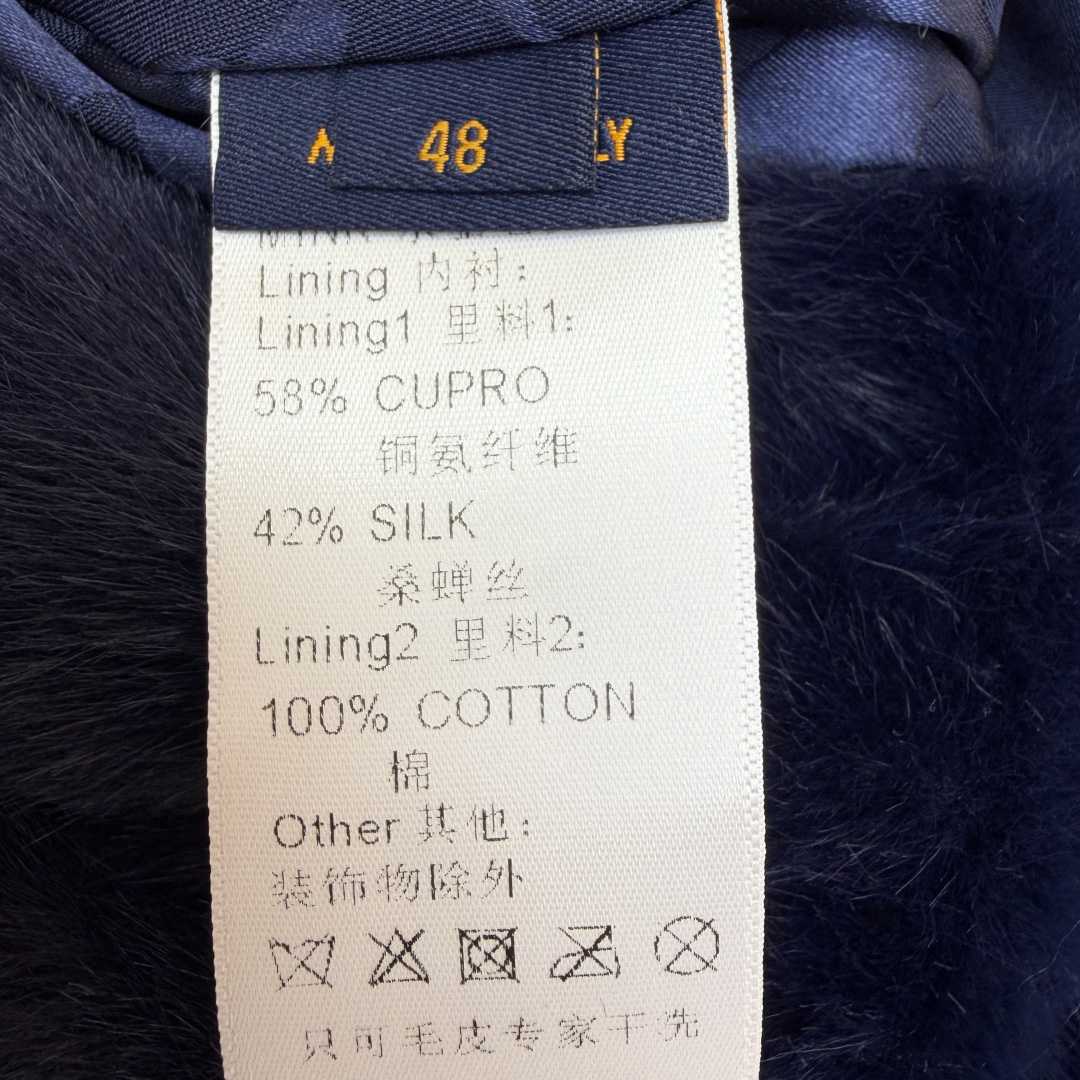 48
LY
Lining 内衬:
Lining1 里料1:
58% CUPRO
铜氨纤维
42% SILK
桑蝉丝
Lining2 里料2:
100% COTTON
棉
Other 其他:
装饰物除外
只可毛皮专家干洗